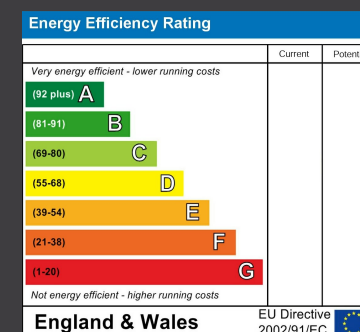 Energy Efficiency Rating
Current
Potent
Very energy efficient - lower running costs
(92 plus) A
(81-91) B
(69-80) C
(55-68) D
(39-54) E
(21-38) F
(1-20) G
Not energy efficient - higher running costs
England & Wales
EU Directive
2002/91/EC